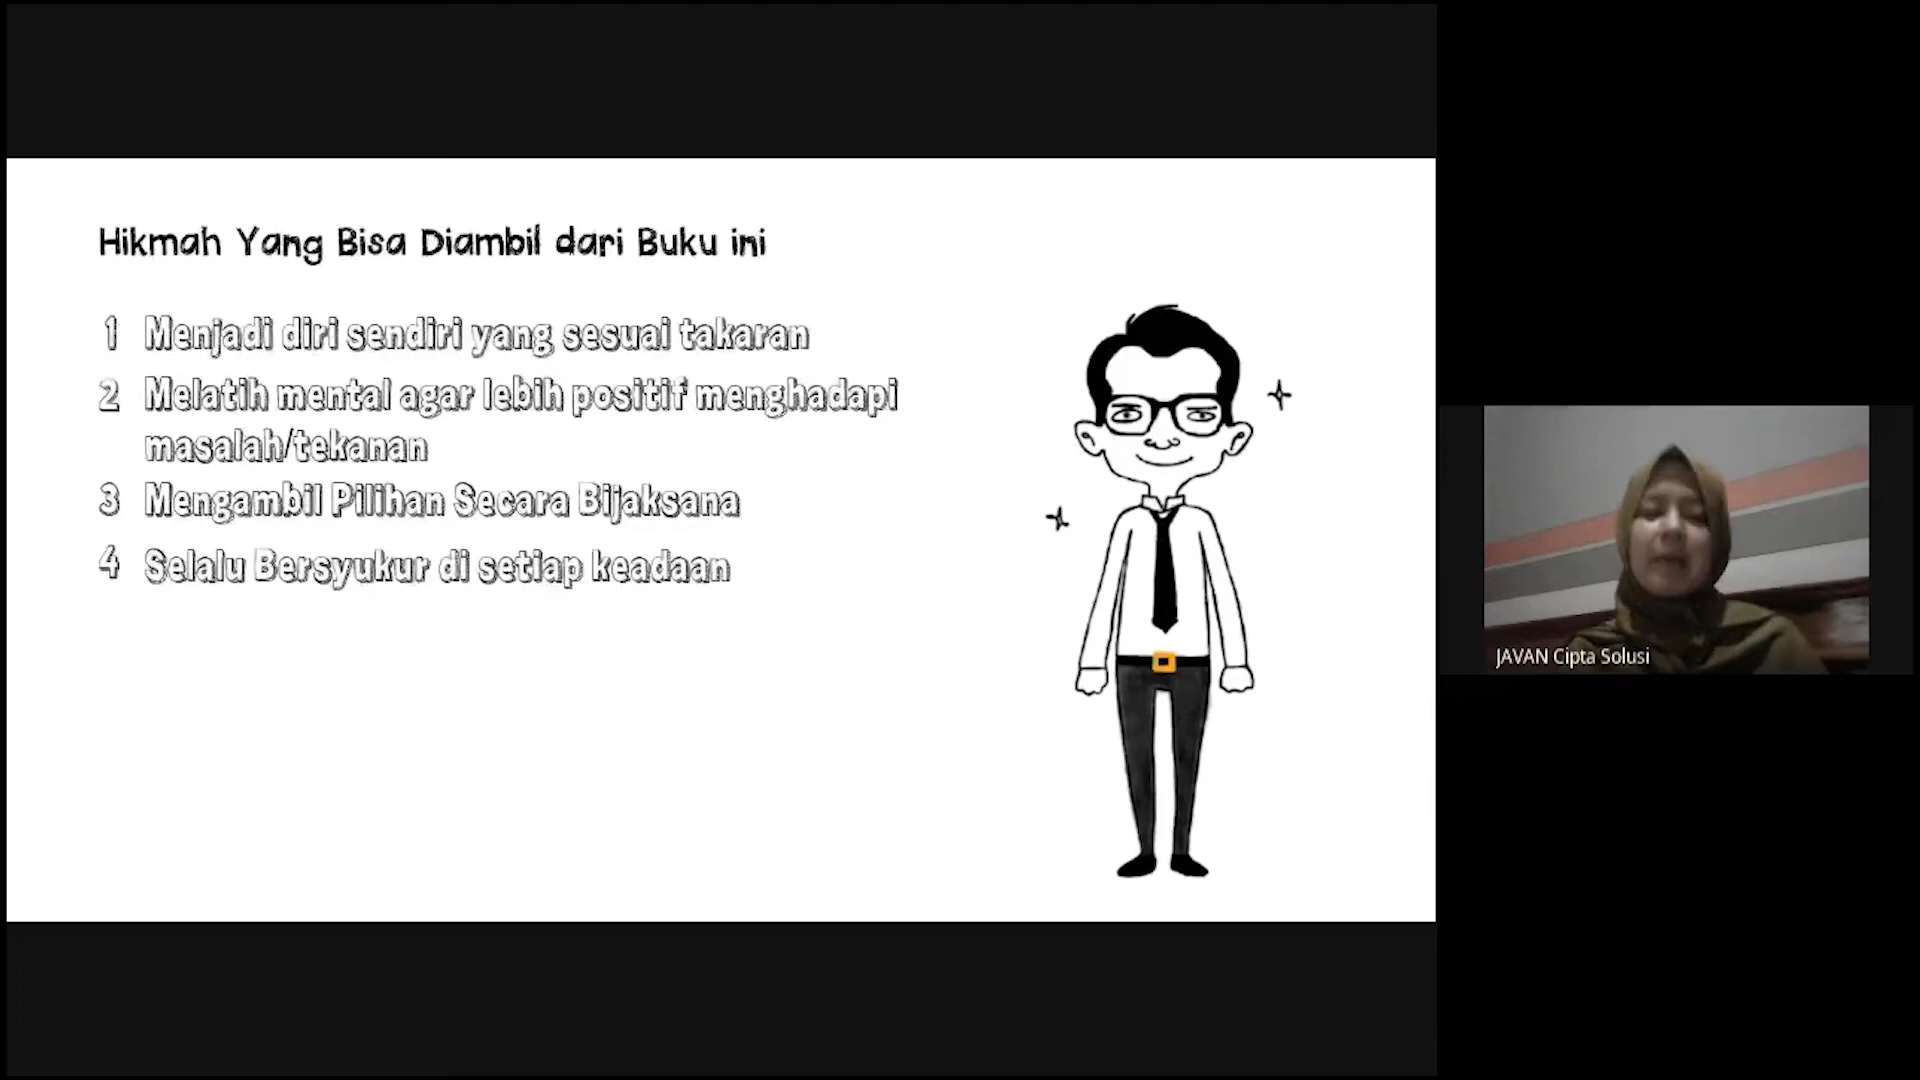 Hikmah Yang Bisa Diambil dari Buku ini
1 Menjadi diri sendiri yang sesuai takaran
2 Melatih mental agar lebih positif menghadapi
masalah/tekanan
3 Mengambil Pilihan Secara Bijaksana
4 Selalu Bersyukur di setiap keadaan
JAVAN Cipta Solusi